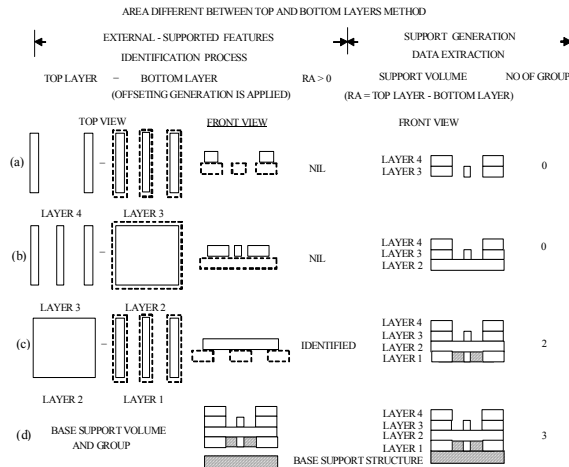 AREA DIFFERENT BETWEEN TOP AND BOTTOM LAYERS METHOD
EXTERNAL - SUPPORTED FEATURES
IDENTIFICATION PROCESS
SUPPORT GENERATION
DATA EXTRACTION
TOP LAYER – BOTTOM LAYER RA > 0 SUPPORT VOLUME NO OF GROUP
(OFFSETING GENERATION IS APPLIED) (RA = TOP LAYER - BOTTOM LAYER)
TOP VIEW FRONT VIEW FRONT VIEW
(a) – NIL LAYER 4 0
LAYER 3
LAYER 4 LAYER 3
(b) – NIL LAYER 4 0
LAYER 3
LAYER 2
LAYER 3 LAYER 2
(c) – IDENTIFIED LAYER 4 2
LAYER 3
LAYER 2
LAYER 1
LAYER 2 LAYER 1
(d) BASE SUPPORT VOLUME
AND GROUP
LAYER 4 3
LAYER 3
LAYER 2
LAYER 1
BASE SUPPORT STRUCTURE